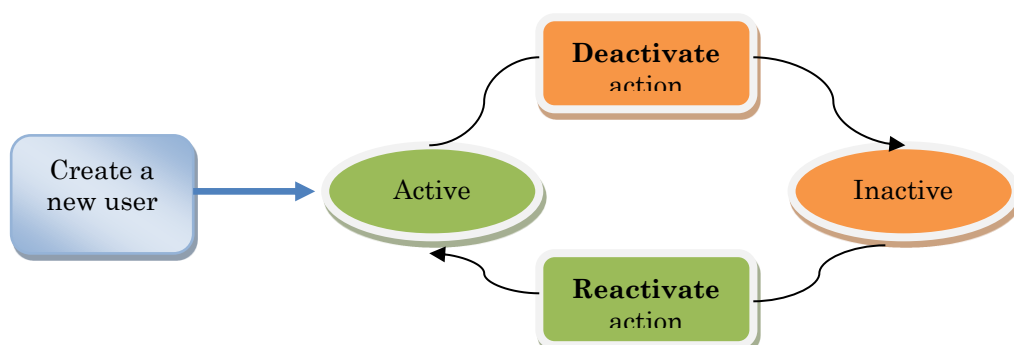 Deactivate
action
Create a
new user
Active
Inactive
Reactivate
action